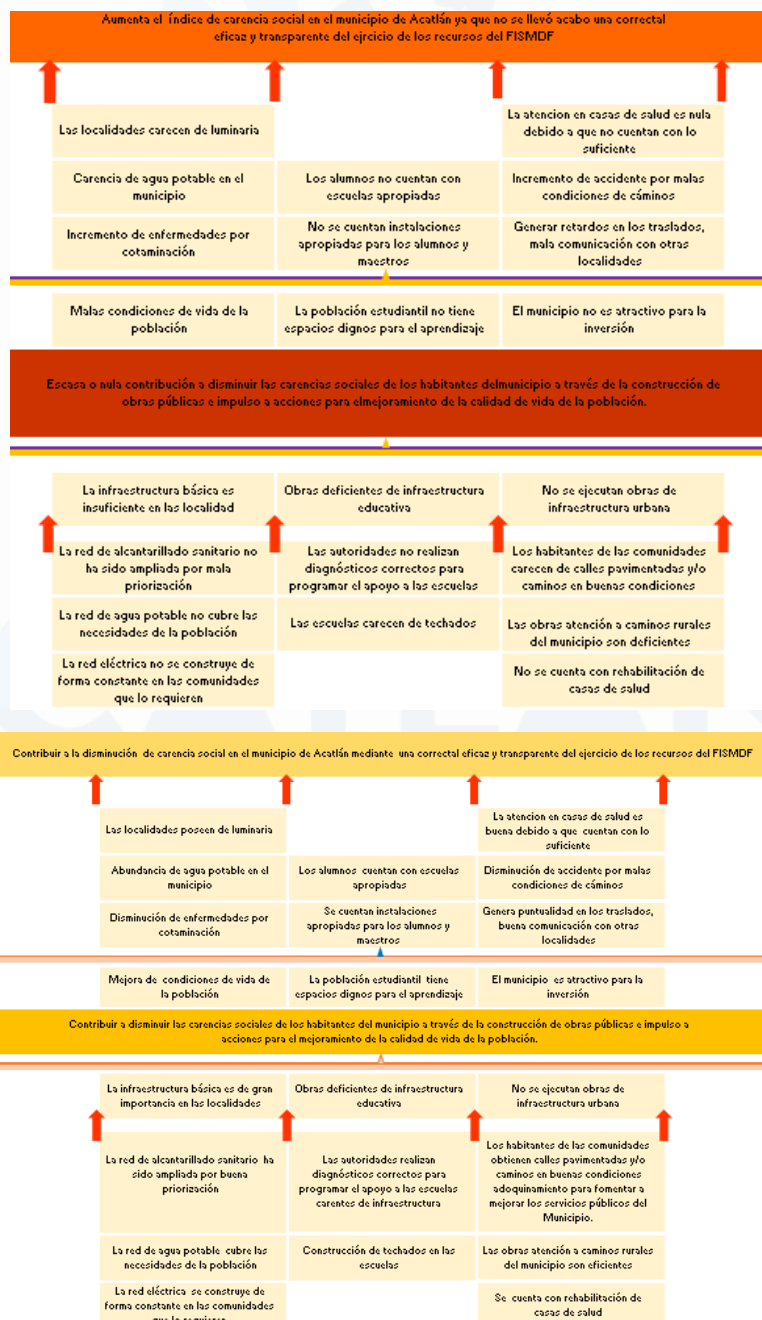 Aumenta el índice de carencia social en el municipio de Acatlán ya que no se llevó acabo una correctal
eficaz y transparente del ejrcicio de los recursos del FISMDF
Las localidades carecen de luminaria
La atencion en casas de salud es nula
debido a que no cuentan con lo
suficiente
Carencia de agua potable en el
municipio
Los alumnos no cuentan con
escuelas apropiadas
Incremento de accidente por malas
condiciones de cáminos
Incremento de enfermedades por
cotaminación
No se cuentan instalaciones
apropiadas para los alumnos y
maestros
Generar retardos en los traslados,
mala comunicación con otras
localidades
Malas condiciones de vida de la
población
La población estudiantil no tiene
espacios dignos para el aprendizaje
El municipio no es atractivo para la
inversión
Escasa o nula contribución a disminuir las carencias sociales de los habitantes delmunicipio a través de la construcción de
obras públicas e impulso a acciones para elmejoramiento de la calidad de vida de la población.
La infraestructura básica es
insuficiente en las localidad
Obras deficientes de infraestructura
educativa
No se ejecutan obras de
infraestructura urbana
La red de alcantarillado sanitario no
ha sido ampliada por mala
priorización
Las autoridades no realizan
diagnósticos correctos para
programar el apoyo a las escuelas
Los habitantes de las comunidades
carecen de calles pavimentadas y/o
caminos en buenas condiciones
La red de agua potable no cubre las
necesidades de la población
Las escuelas carecen de techados
Las obras atención a caminos rurales
del municipio son deficientes
La red eléctrica no se construye de
forma constante en las comunidades
que lo requieren
No se cuenta con rehabilitación de
casas de salud
Contribuir a la disminución de carencia social en el municipio de Acatlán mediante una correctal eficaz y transparente del ejercicio de los recursos del FISMDF
Las localidades poseen de luminaria
La atencion en casas de salud es
buena debido a que cuentan con lo
suficiente
Abundancia de agua potable en el
municipio
Los alumnos cuentan con escuelas
apropiadas
Disminución de accidente por malas
condiciones de cáminos
Disminución de enfermedades por
cotaminación
Se cuentan instalaciones
apropiadas para los alumnos y
maestros
Genera puntualidad en los traslados,
buena comunicación con otras
localidades
Mejora de condiciones de vida de
la población
La población estudiantil tiene
espacios dignos para el aprendizaje
El municipio es atractivo para la
inversión
Contribuir a disminuir las carencias sociales de los habitantes del municipio a través de la construcción de obras públicas e impulso a
acciones para el mejoramiento de la calidad de vida de la población.
La infraestructura básica es de gran
importancia en las localidades
Obras deficientes de infraestructura
educativa
No se ejecutan obras de
infraestructura urbana
La red de alcantarillado sanitario ha
sido ampliada por buena
priorización
Las autoridades realizan
diagnósticos correctos para
programar el apoyo a las escuelas
carentes de infraestructura
Los habitantes de las comunidades
obtienen calles pavimentadas y/o
caminos en buenas condiciones
adoquinamiento para fomentar a
mejorar los servicios públicos del
Municipio.
La red de agua potable cubre las
necesidades de la población
Construcción de techados en las
escuelas
Las obras atención a caminos rurales
del municipio son eficientes
La red eléctrica se construye de
forma constante en las comunidades
que lo requieren
Se cuenta con rehabilitación de
casas de salud